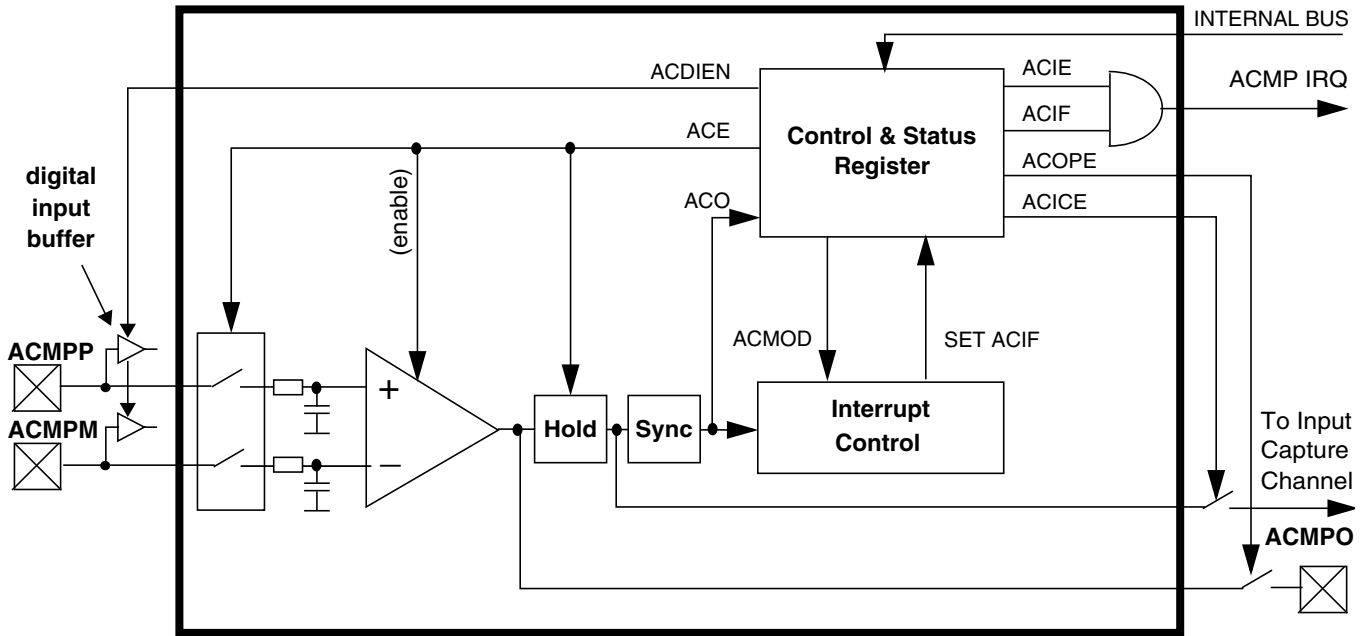 INTERNAL BUS
ACDIEN
ACIE
ACMP IRQ
ACE
Control & Status
Register
ACIF
ACOPE
digital
input
buffer
(enable)
ACO
ACICE
ACMPP
ACMOD
SET ACIF
+
ACMPM
Hold
Sync
Interrupt
Control
−
To Input
Capture
Channel
ACMPO